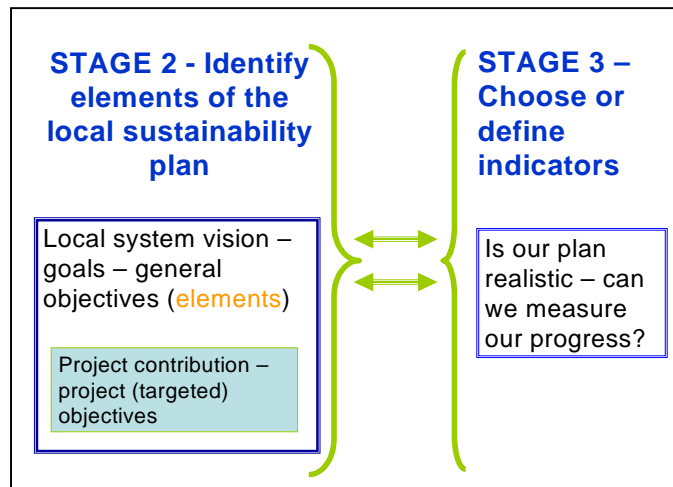 STAGE 2 - Identify
elements of the
local sustainability
plan
Local system vision –
goals – general
objectives (elements)
Project contribution –
project (targeted)
objectives
STAGE 3 –
Choose or
define
indicators
Is our plan
realistic – can
we measure
our progress?